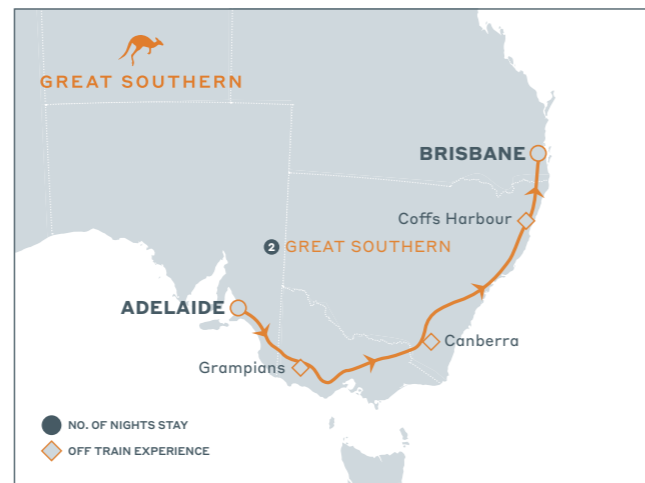 GREAT SOUTHERN
BRISBANE
Coffs Harbour
2 GREAT SOUTHERN
ADELAIDE
Canberra
Grampians
NO. OF NIGHTS STAY
OFF TRAIN EXPERIENCE